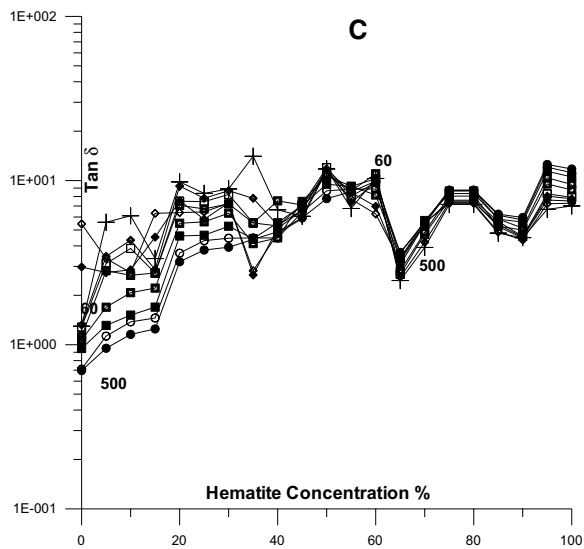 1E+002
C
Tan δ
1E+001
60
500
60
1E+000
500
Hematite Concentration %
1E-001
0 20 40 60 80 100